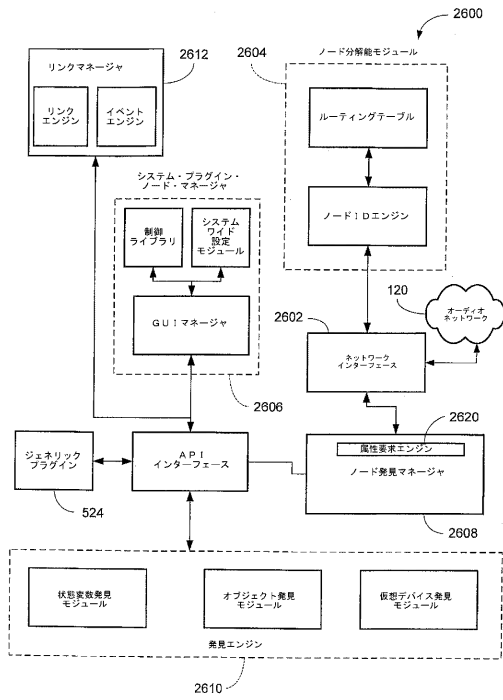 2600
2612
リンクマネージャ
リンク
エンジン
イベント
エンジン
2604
ノード分解能モジュール
ルーティングテーブル
ノードIDエンジン
システム・プラグイン・
ノード・マネージャ
制御
ライブラリ
システム
ワイド
設定
モジュール
GUIマネージャ
2606
120
オーディオ
ネットワーク
2602
ネットワーク
インターフェース
ジェネリック
プラグイン
524
API
インターフェース
2620
属性要求エンジン
ノード発見マネージャ
2608
状態変数発見
モジュール
オブジェクト発見
モジュール
仮想デバイス発見
モジュール
発見エンジン
2610